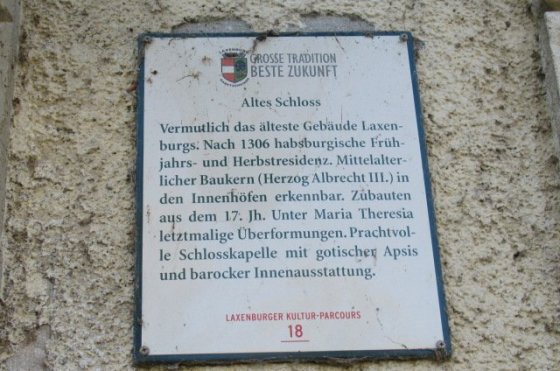 LAXENBURG
GROSSE TRADITION
BESTE ZUKUNFT
Altes Schloss
Vermutlich das älteste Gebäude Laxen-
burgs. Nach 1306 habsburgische Früh-
jahrs- und Herbstresidenz. Mittelalter-
licher Baukern (Herzog Albrecht III.) in
den Innenhöfen erkennbar. Zubauten
aus dem 17. Jh. Unter Maria Theresia
letztmalige Überformungen. Prachtvol-
le Schlosskapelle mit gotischer Apsis
und barocker Innenausstattung.
LAXENBURGER KULTUR-PARCOURS
18